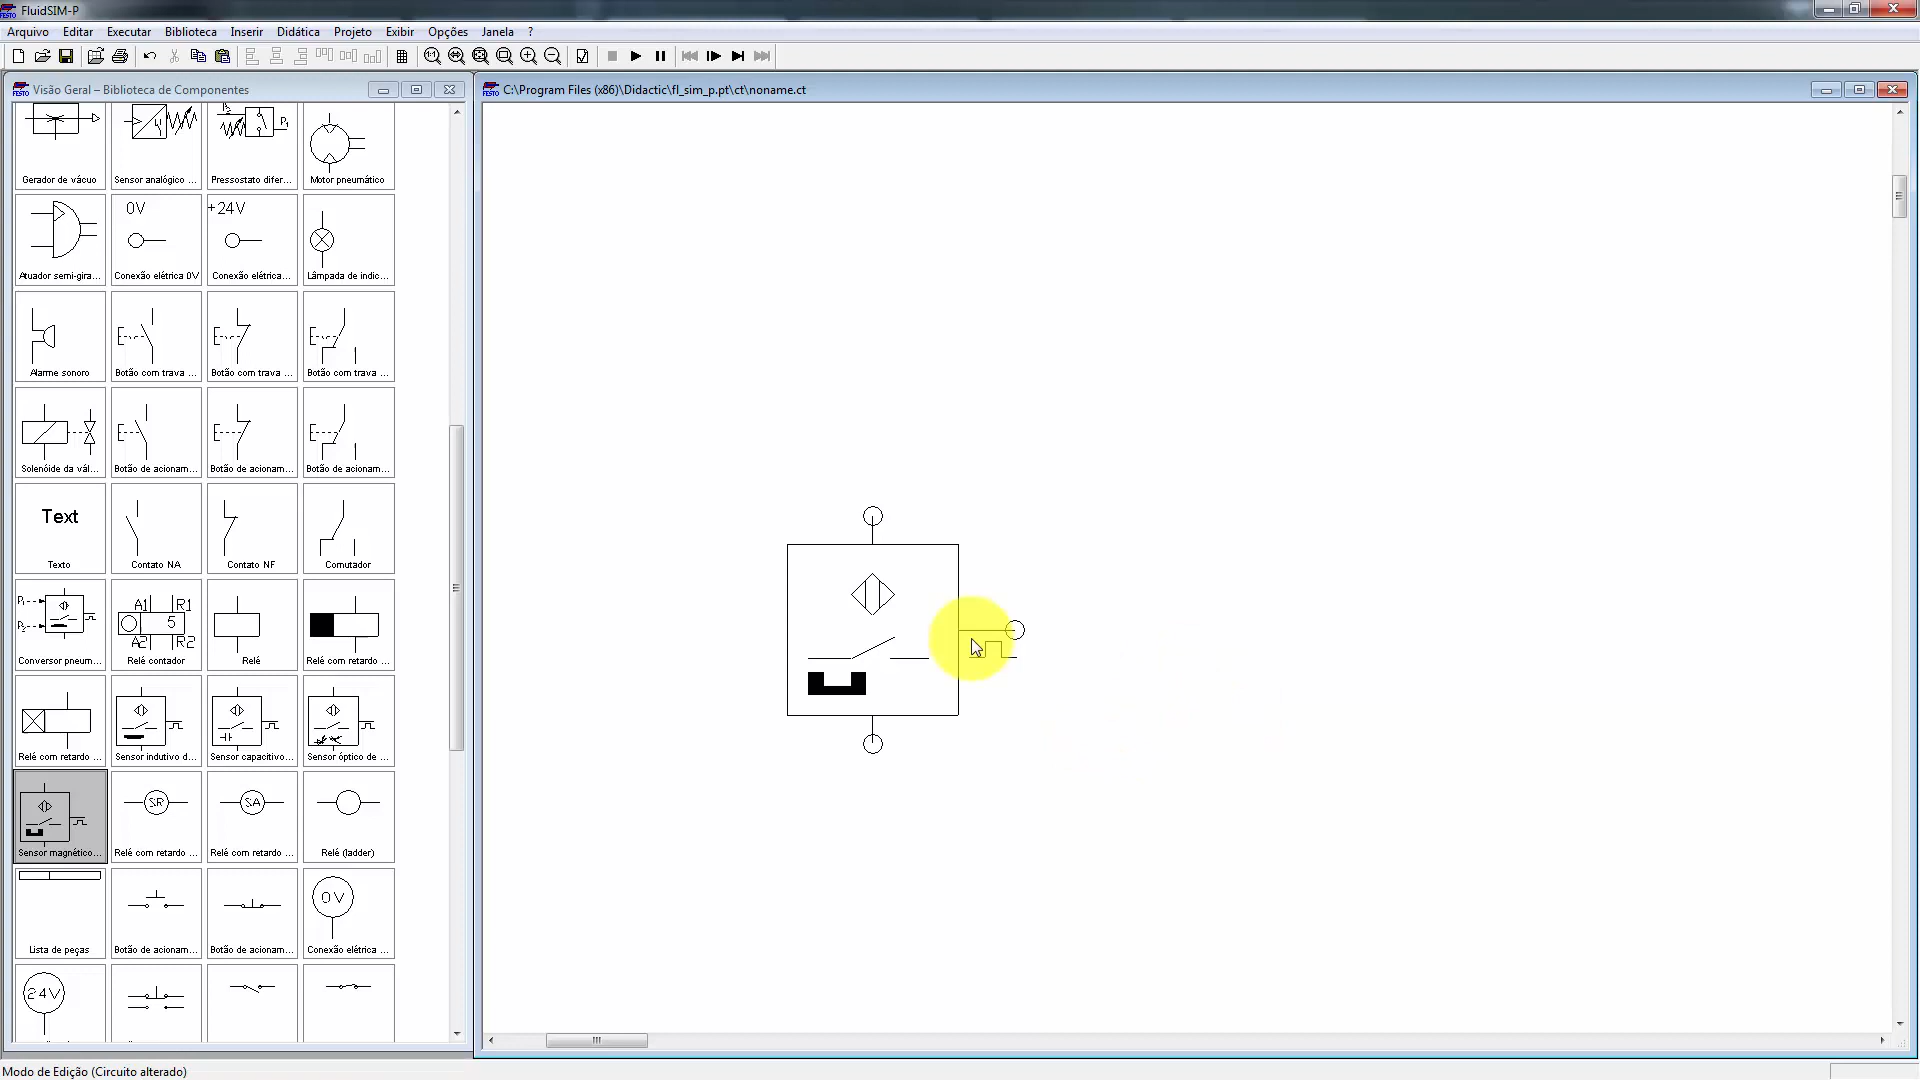 FluidSIM-P
Arquivo Editar Executar Biblioteca Inserir Didática Projeto Exibir Opções Janela ?
Visão Geral – Biblioteca de Componentes
C:\Program Files (x86)\Didactic\fl_sim_p.pt\ct\noname.ct
Gerador de vácuo
Sensor analógico ...
Pressostato difer...
Motor pneumático
0V
+24V
Atuador semi-gira...
Conexão elétrica 0V
Conexão elétrica...
Lâmpada de indic...
Alarme sonoro
Botão com trava ...
Botão com trava ...
Botão com trava ...
Solenóide da vál...
Botão de acionam...
Botão de acionam...
Botão de acionam...
Text
Texto
Contato NA
Contato NF
Comutador
A1 R1
5
A2 R2
Conversor pneum...
Relé contador
Relé
Relé com retardo ...
Relé com retardo ...
Sensor indutivo d...
Sensor capacitivo...
Sensor óptico de ...
SR
SA
Sensor magnético...
Relé com retardo ...
Relé com retardo ...
Relé (ladder)
0V
Lista de peças
Botão de acionam...
Botão de acionam...
Conexão elétrica ...
24V
Modo de Edição (Circuito alterado)